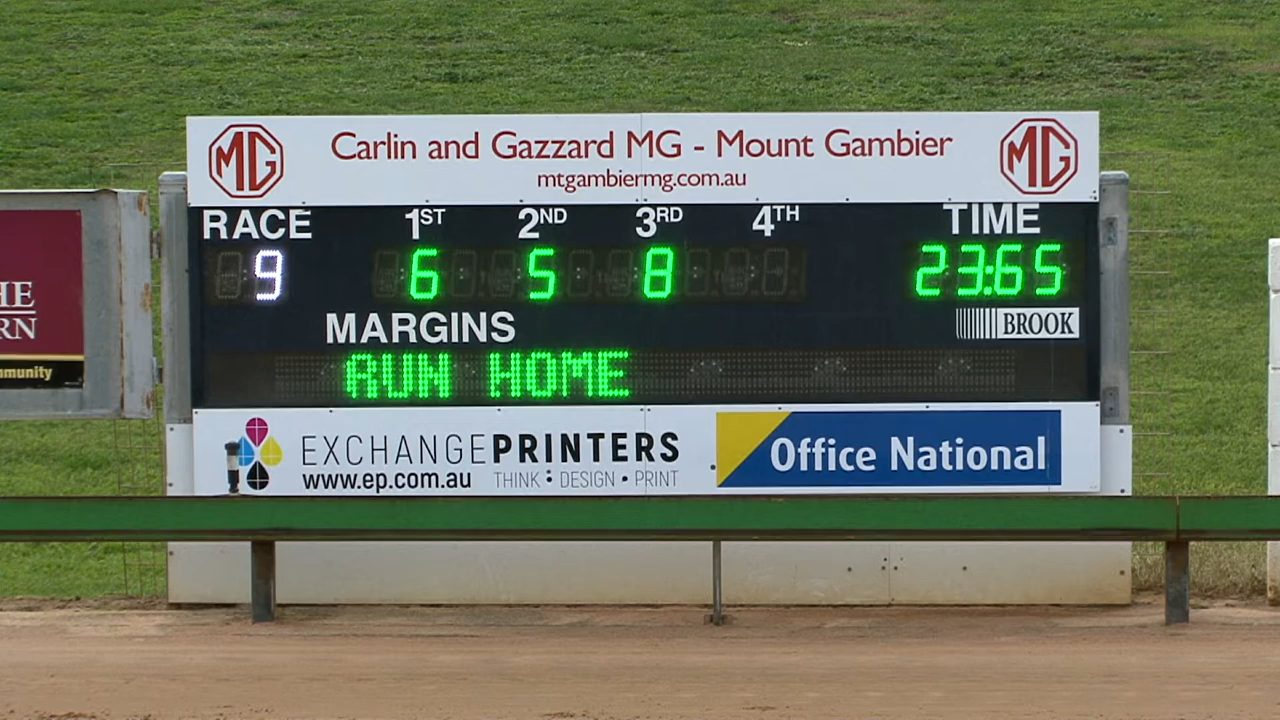 MG Carlin and Gazzard MG - Mount Gambier MG
mtgambiermg.com.au
RACE 1ST 2ND 3RD 4TH TIME
9 6 5 8 23:65
MARGINS
BROOK
RUN HOME
HE
RN
mmunity
EXCHANGEPRINTERS
www.ep.com.au THINK : DESIGN • PRINT
Office National